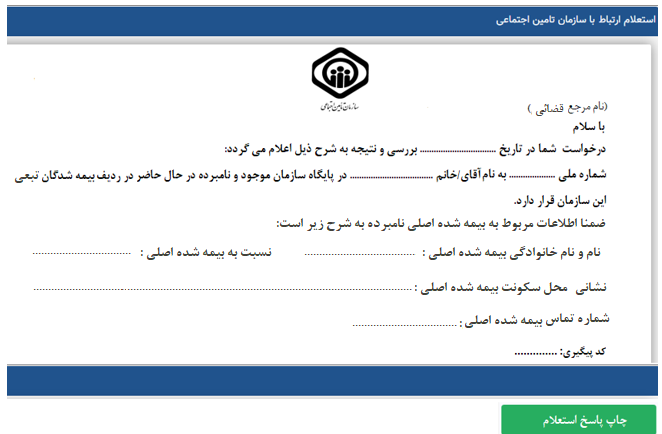 استعلام ارتباط با سازمان تامین اجتماعی
سازمان تأمین اجتماعی
(نام مرجع قضائی )
با سلام
درخواست شما در تاریخ ................................ بررسی و نتیجه به شرح ذیل اعلام می گردد:
شماره ملی ................... به نام آقای/خانم ................................... در پایگاه سازمان موجود و نامبرده در حال حاضر در ردیف بیمه شدگان تبعی
این سازمان قرار دارد.
ضمنا اطلاعات مربوط به بیمه شده اصلی نامبرده به شرح زیر است:
نام و نام خانوادگی بیمه شده اصلی : ...................................... نسبت به بیمه شده اصلی : ..................................
نشانی محل سکونت بیمه شده اصلی : ....................................................................................................
شماره تماس بیمه شده اصلی : ...................................
کد پیگیری: ..............
چاپ پاسخ استعلام